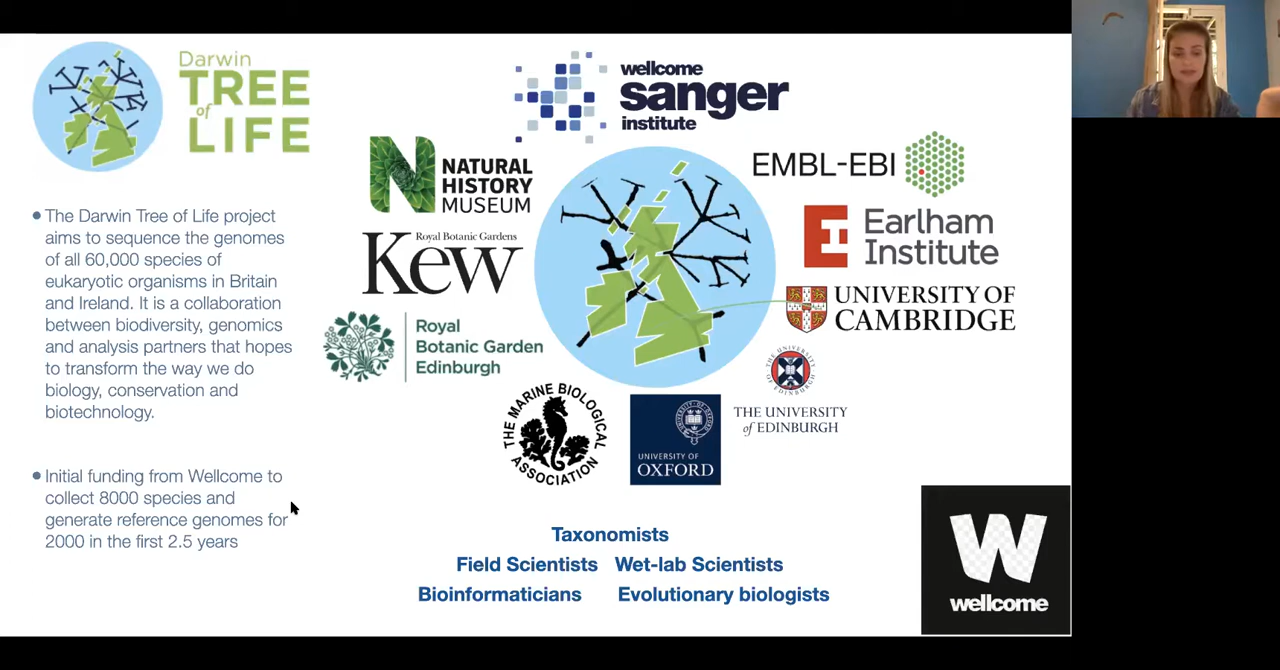 Darwin
TREE
of
LIFE
wellcome
sanger
institute
NATURAL
HISTORY
MUSEUM
EMBL-EBI
Royal Botanic Gardens
Kew
Earlham
Institute
UNIVERSITY OF
CAMBRIDGE
Royal
Botanic Garden
Edinburgh
THE MARINE BIOLOGICAL
ASSOCIATION
UNIVERSITY OF
OXFORD
THE UNIVERSITY
of EDINBURGH
• The Darwin Tree of Life project
aims to sequence the genomes
of all 60,000 species of
eukaryotic organisms in Britain
and Ireland. It is a collaboration
between biodiversity, genomics
and analysis partners that hopes
to transform the way we do
biology, conservation and
biotechnology.
• Initial funding from Wellcome to
collect 8000 species and
generate reference genomes for
2000 in the first 2.5 years
Taxonomists
Field Scientists Wet-lab Scientists
Bioinformaticians Evolutionary biologists
W
wellcome